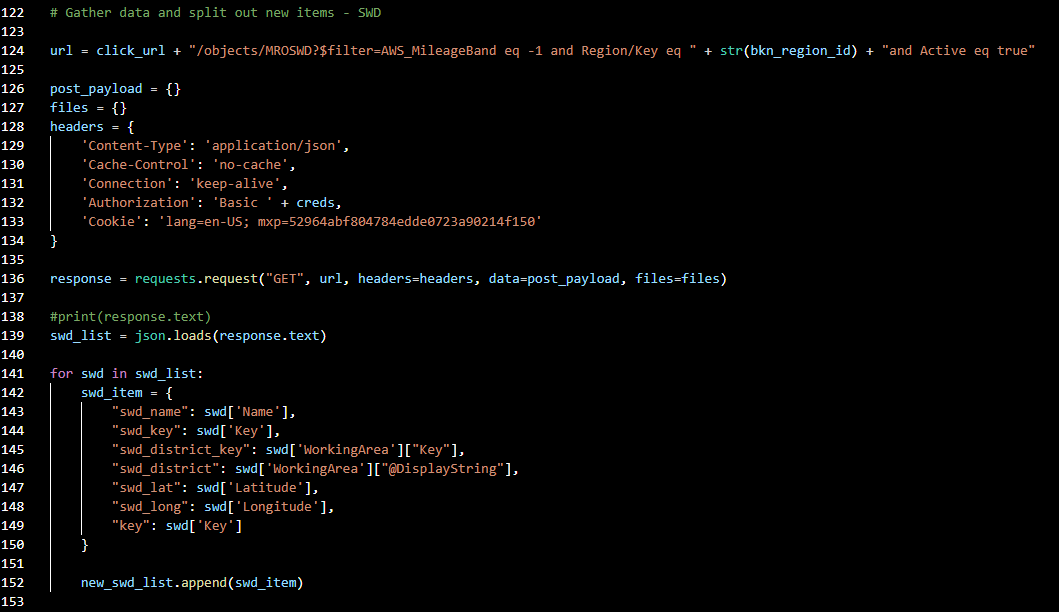 122 # Gather data and split out new items - SWD
123
124 url = click_url + "/objects/MROSWD?$filter=AWS_MileageBand eq -1 and Region/Key eq " + str(bkn_region_id) + "and Active eq true"
125
126 post_payload = {}
127 files = {}
128 headers = {
129     'Content-Type': 'application/json',
130     'Cache-Control': 'no-cache',
131     'Connection': 'keep-alive',
132     'Authorization': 'Basic ' + creds,
133     'Cookie': 'lang=en-US; mxp=52964abf804784edde0723a90214f150'
134 }
135
136 response = requests.request("GET", url, headers=headers, data=post_payload, files=files)
137
138 #print(response.text)
139 swd_list = json.loads(response.text)
140
141 for swd in swd_list:
142     swd_item = {
143         "swd_name": swd['Name'],
144         "swd_key": swd['Key'],
145         "swd_district_key": swd['WorkingArea']["Key"],
146         "swd_district": swd['WorkingArea']["@DisplayString"],
147         "swd_lat": swd['Latitude'],
148         "swd_long": swd['Longitude'],
149         "key": swd['Key']
150     }
151
152     new_swd_list.append(swd_item)
153